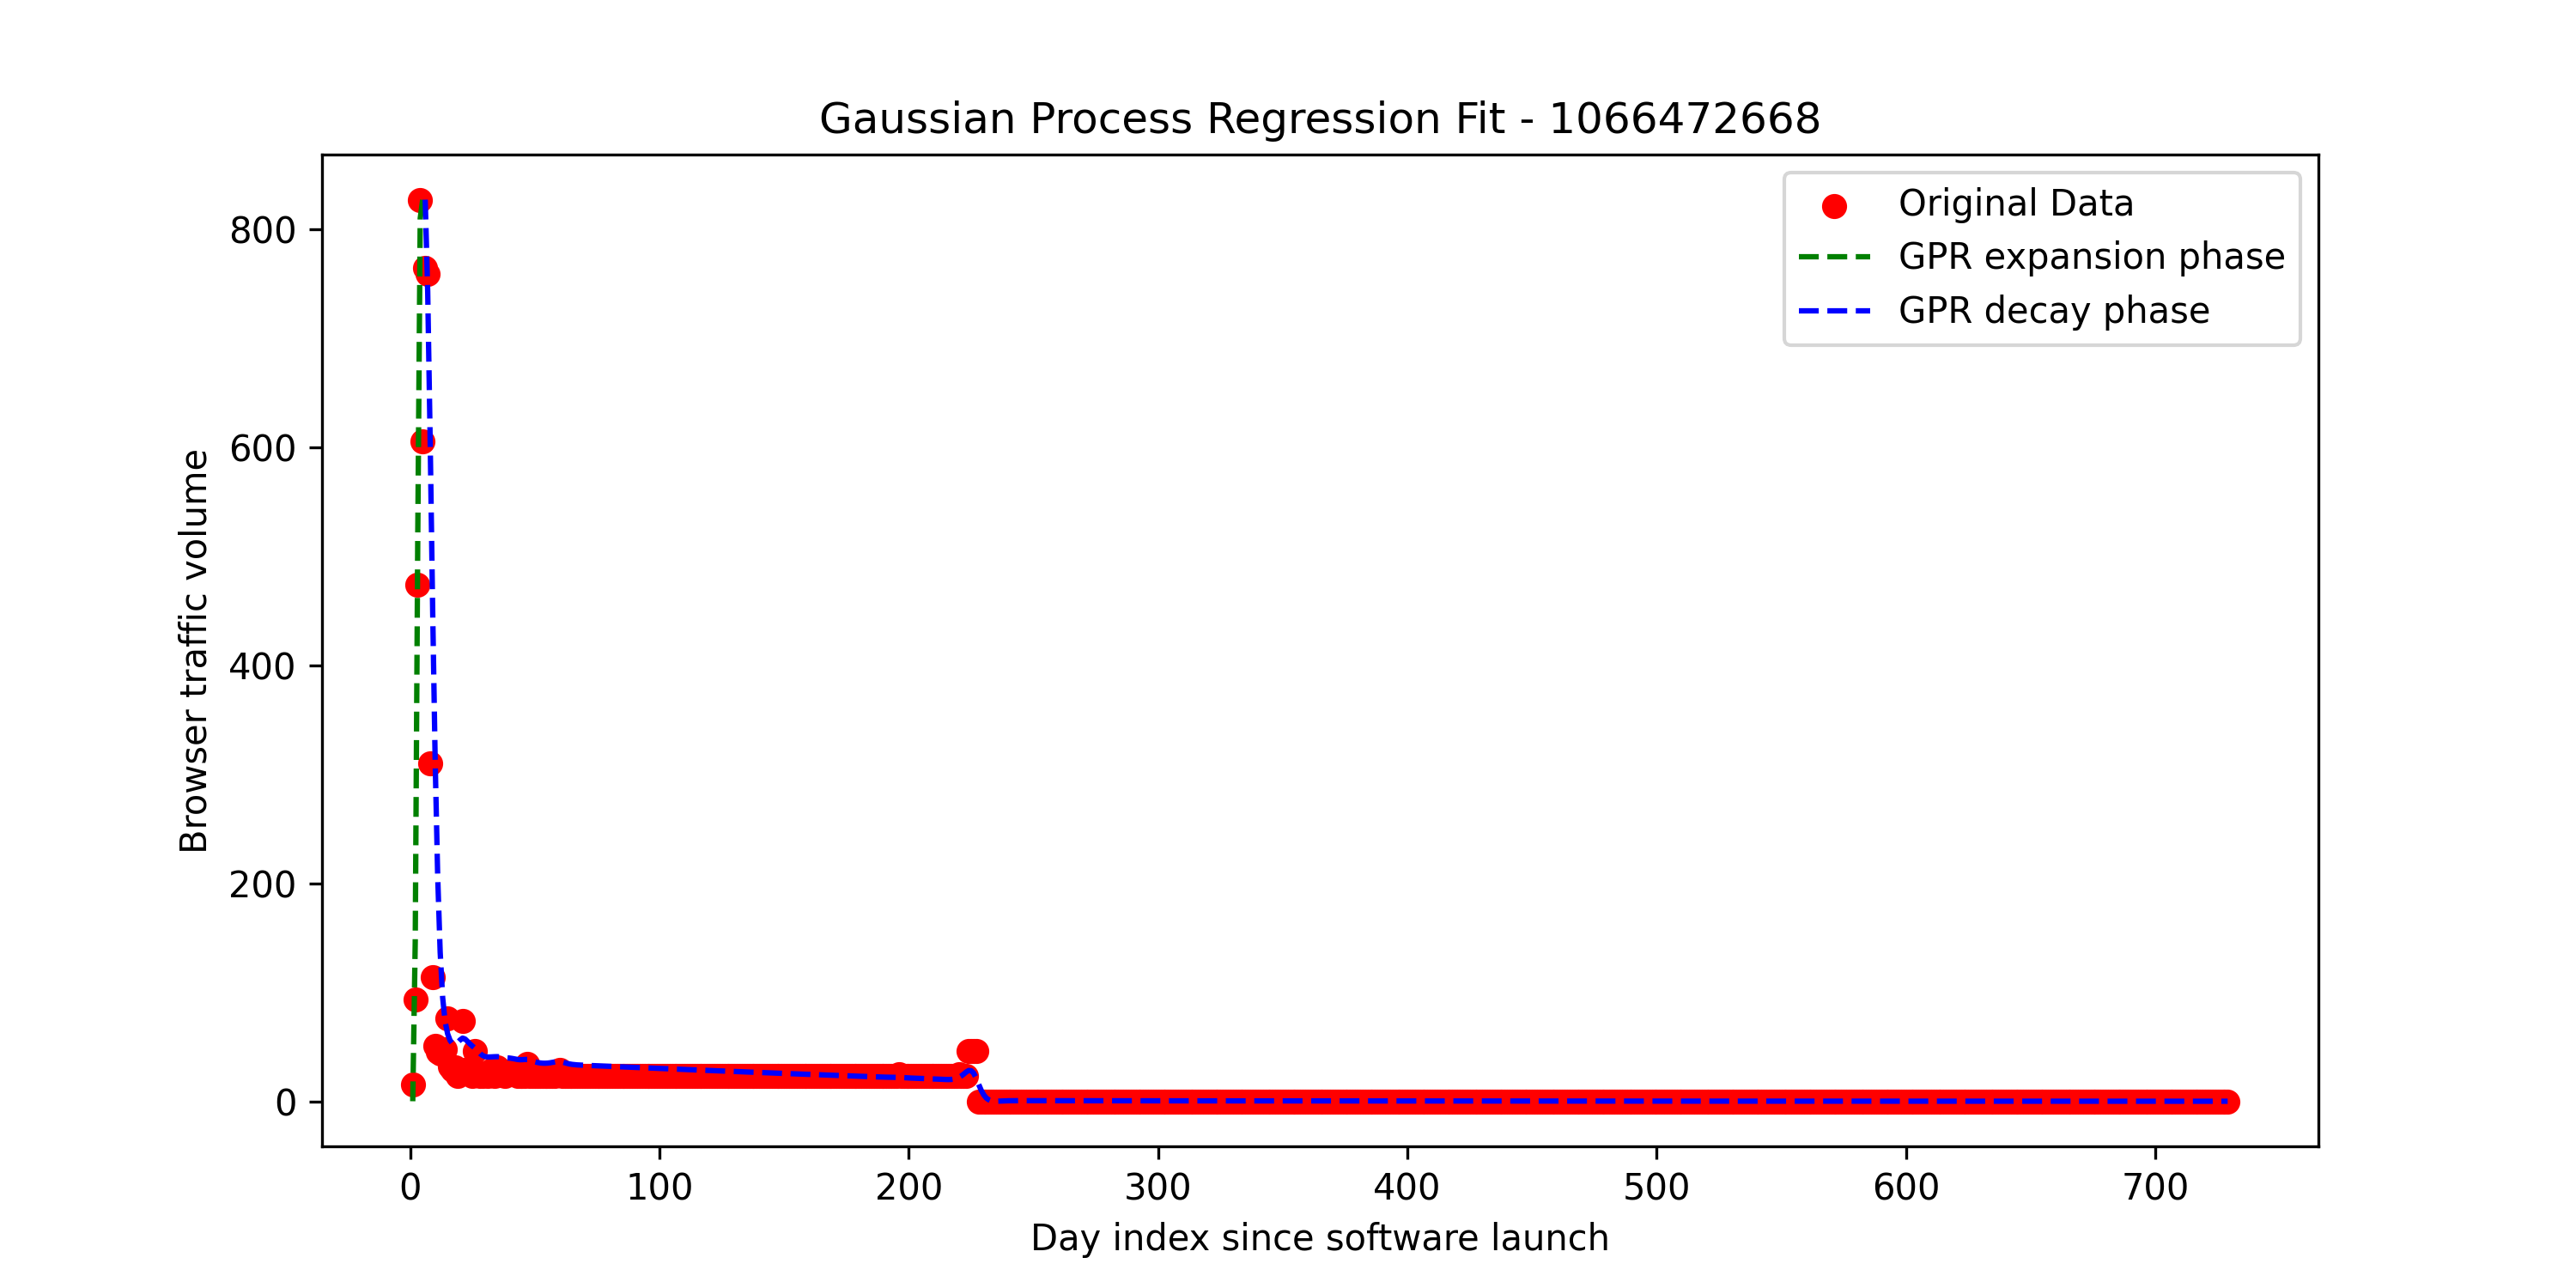 Gaussian Process Regression Fit - 1066472668
Original Data
GPR expansion phase
GPR decay phase
Browser traffic volume
800
600
400
200
0
0 100 200 300 400 500 600 700
Day index since software launch